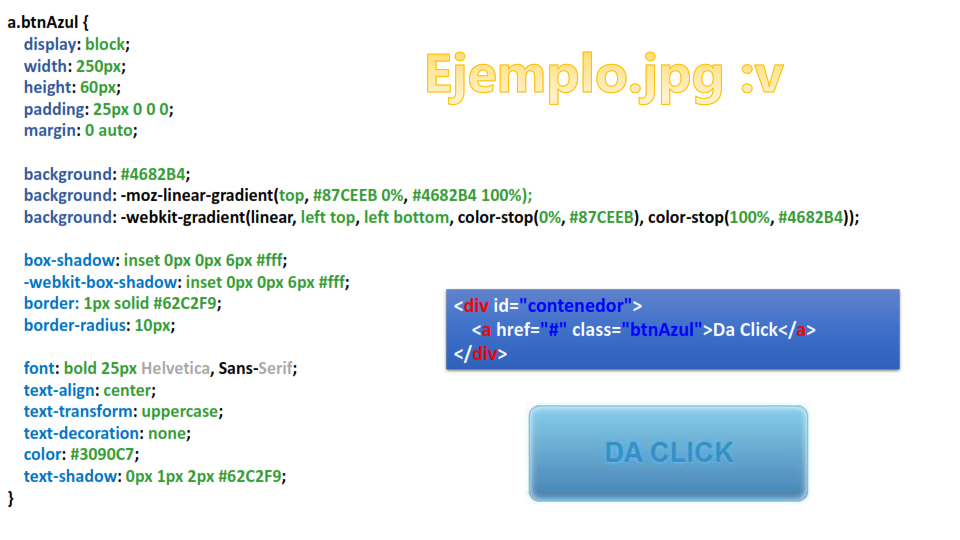 a.btnAzul {
display: block;
width: 250px;
height: 60px;
padding: 25px 0 0 0;
margin: 0 auto;
background: #4682B4;
background: -moz-linear-gradient(top, #87CEEB 0%, #4682B4 100%);
background: -webkit-gradient(linear, left top, left bottom, color-stop(0%, #87CEEB), color-stop(100%, #4682B4));
box-shadow: inset 0px 0px 6px #fff;
-webkit-box-shadow: inset 0px 0px 6px #fff;
border: 1px solid #62C2F9;
border-radius: 10px;
font: bold 25px Helvetica, Sans-Serif;
text-align: center;
text-transform: uppercase;
text-decoration: none;
color: #3090C7;
text-shadow: 0px 1px 2px #62C2F9;
}
Ejemplo.jpg :v
<div id="contenedor">
<a href="#" class="btnAzul">Da Click</a>
</div>
DA CLICK